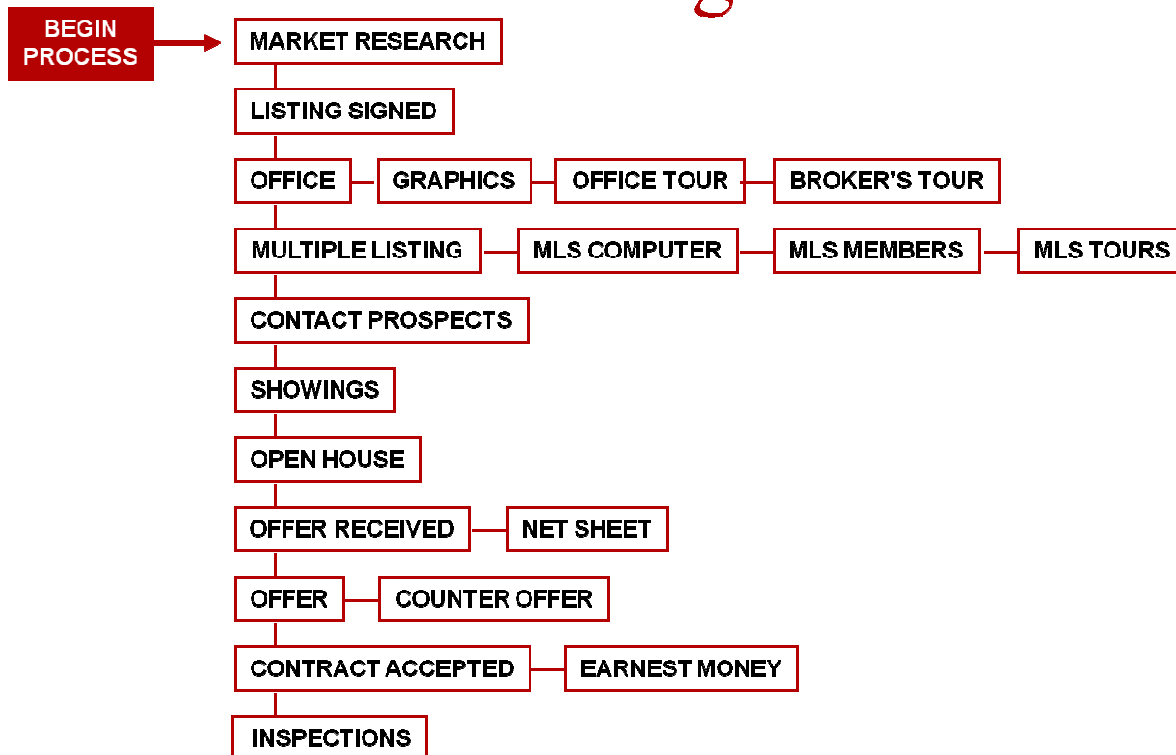 BEGIN
PROCESS
MARKET RESEARCH
LISTING SIGNED
OFFICE GRAPHICS OFFICE TOUR BROKER'S TOUR
MULTIPLE LISTING MLS COMPUTER MLS MEMBERS MLS TOURS
CONTACT PROSPECTS
SHOWINGS
OPEN HOUSE
OFFER RECEIVED NET SHEET
OFFER COUNTER OFFER
CONTRACT ACCEPTED EARNEST MONEY
INSPECTIONS